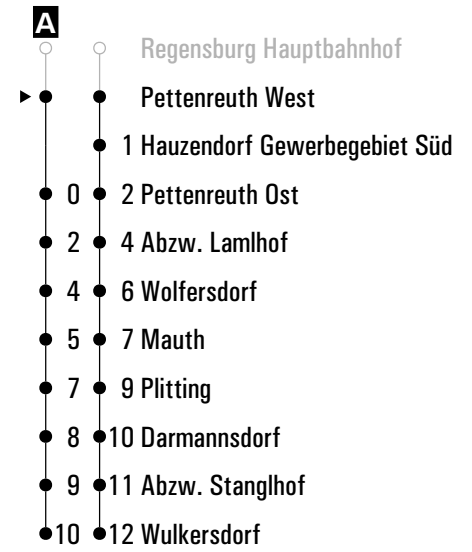 A
Regensburg Hauptbahnhof
Pettenreuth West
1 Hauzendorf Gewerbegebiet Süd
0 2 Pettenreuth Ost
2 4 Abzw. Lamlhof
4 6 Wolfersdorf
5 7 Mauth
7 9 Plitting
8 10 Darmannsdorf
9 11 Abzw. Stanglhof
10 12 Wulkersdorf